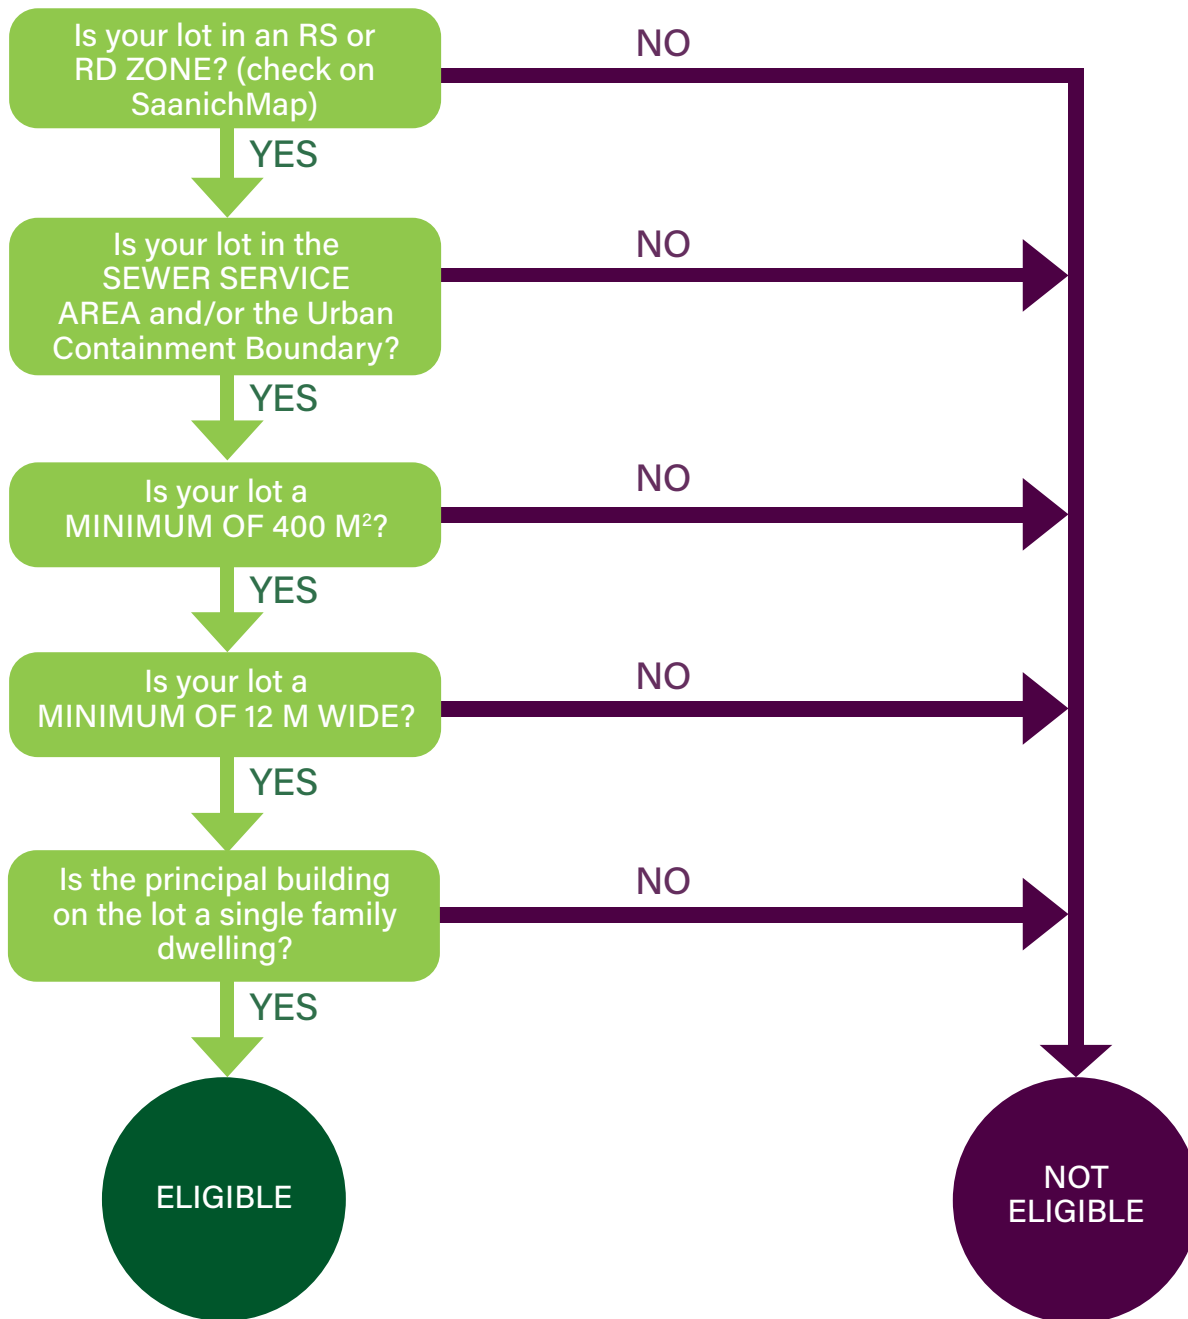 Is your lot in an RS or
RD ZONE? (check on
SaanichMap)
NO
YES
Is your lot in the
SEWER SERVICE
AREA and/or the Urban
Containment Boundary?
NO
YES
Is your lot a
MINIMUM OF 400 M²?
NO
YES
Is your lot a
MINIMUM OF 12 M WIDE?
NO
YES
Is the principal building
on the lot a single family
dwelling?
NO
YES
ELIGIBLE
NOT
ELIGIBLE